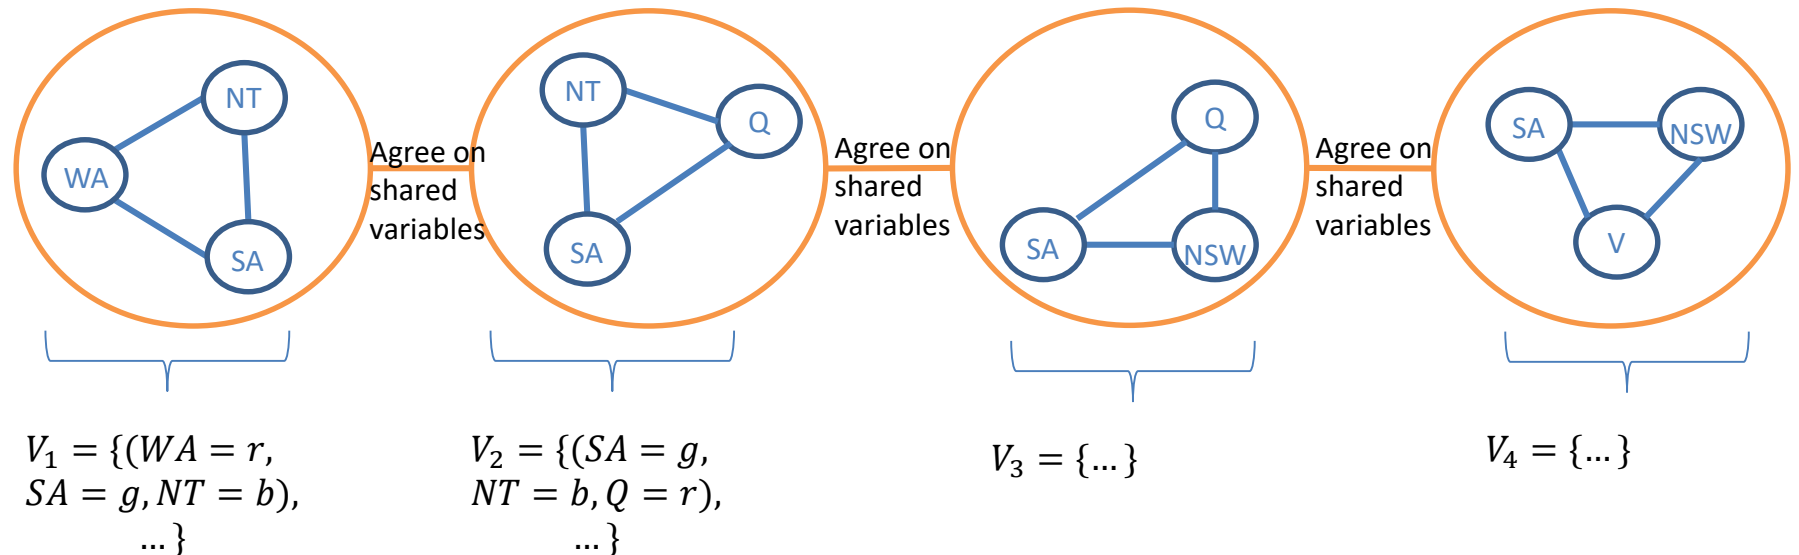 NT
WA
SA
Agree on
shared
variables
NT
Q
SA
Agree on
shared
variables
Q
SA
NSW
Agree on
shared
variables
SA
NSW
V
V₁ = {(WA = r,
SA = g, NT = b),
… }
V₂ = {(SA = g,
NT = b, Q = r),
… }
V₃ = {… }
V₄ = {… }